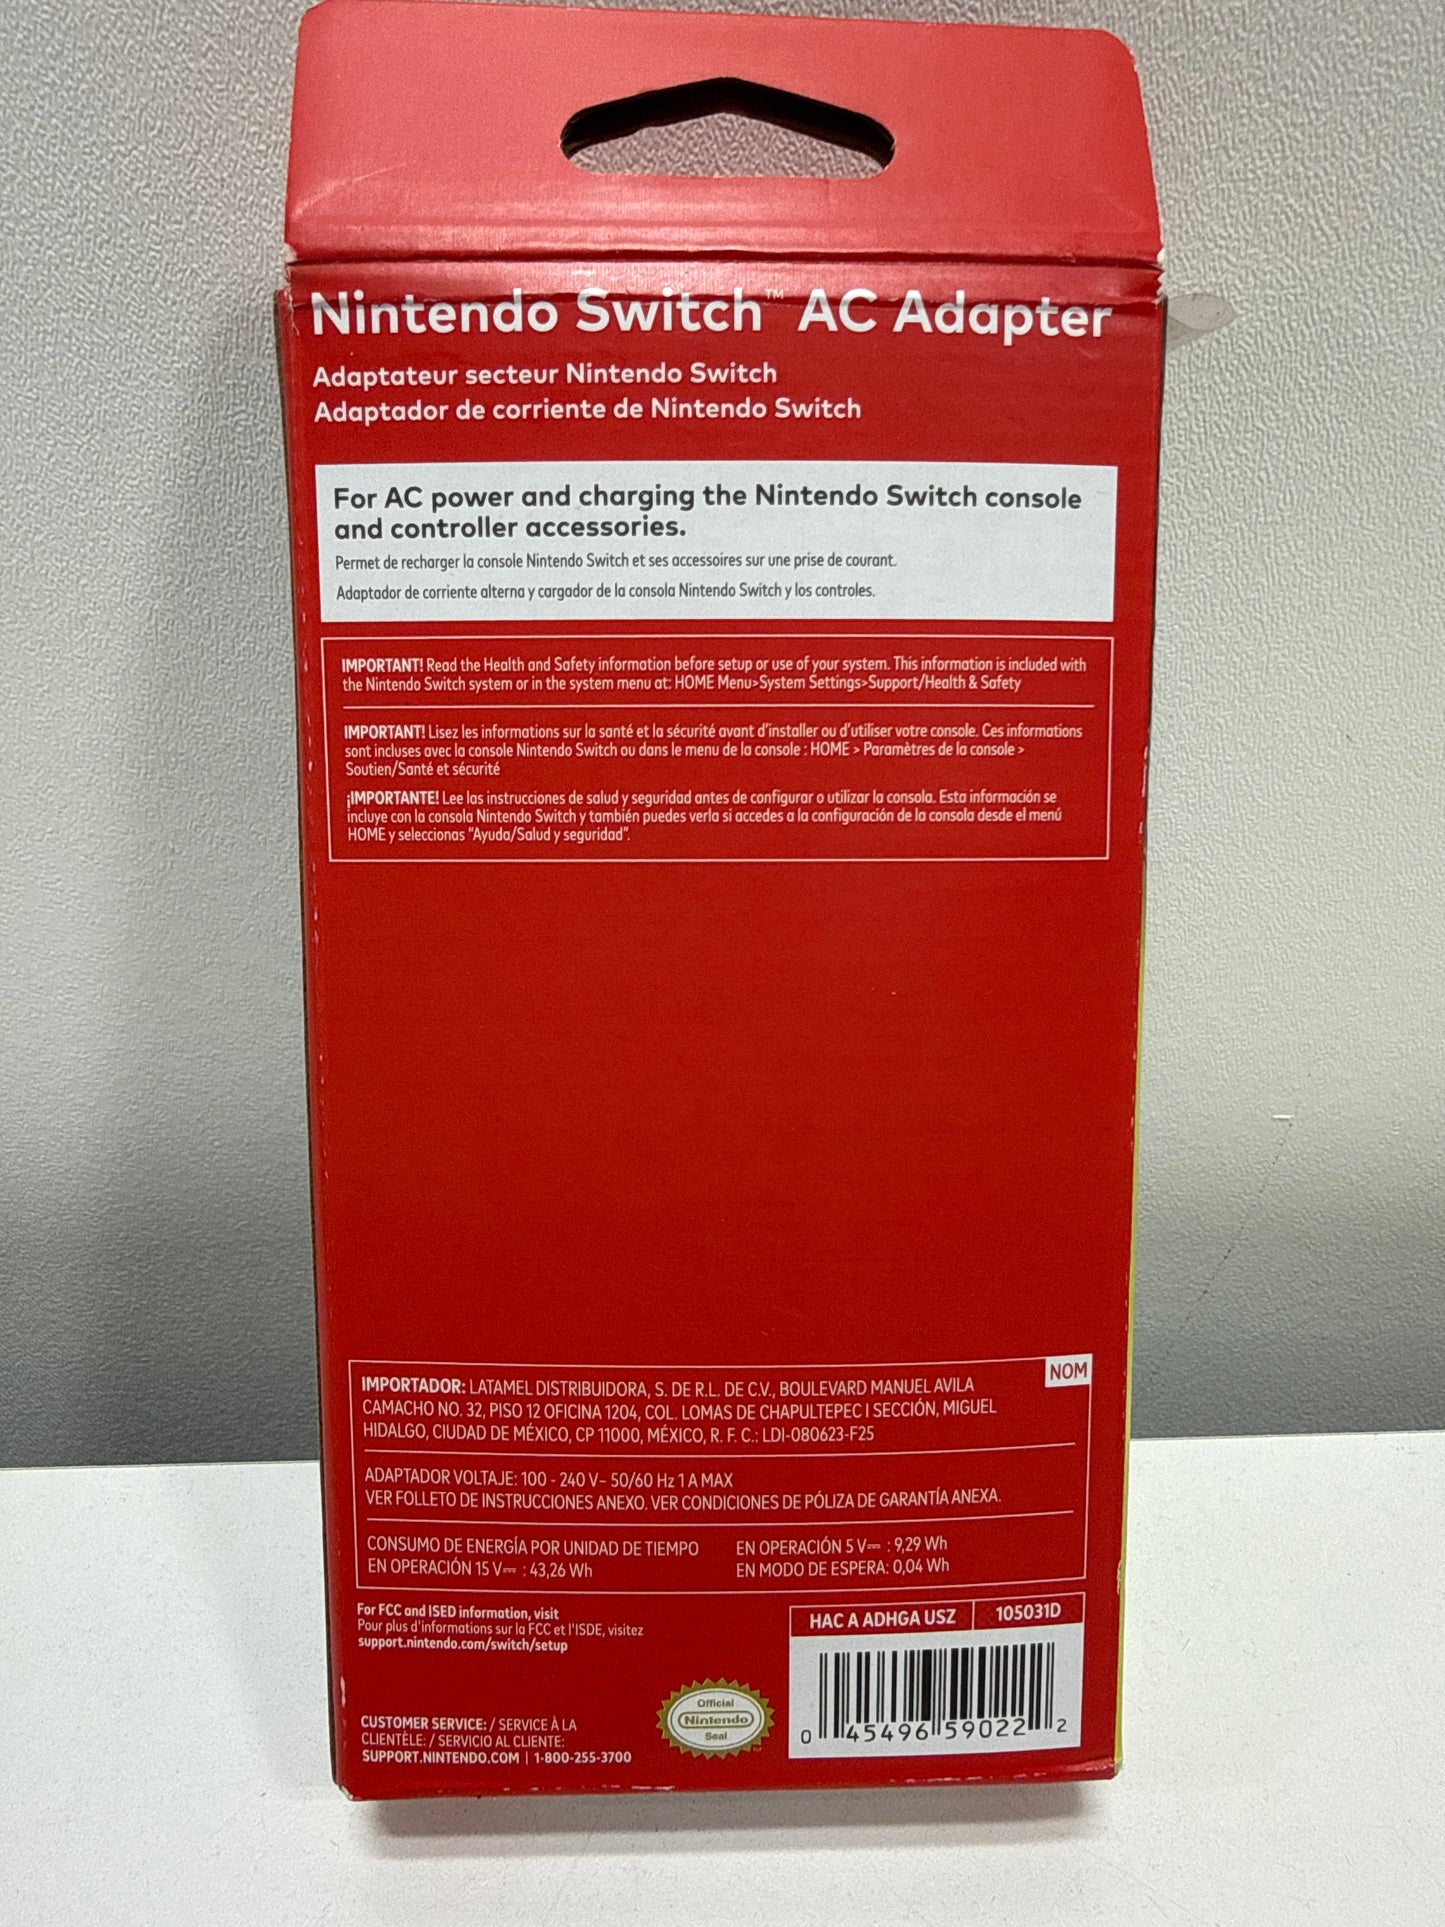 Nintendo Switch™ AC Adapter
Adaptateur secteur Nintendo Switch
Adaptador de corriente de Nintendo Switch
For AC power and charging the Nintendo Switch console
and controller accessories.
Permet de recharger la console Nintendo Switch et ses accessoires sur une prise de courant.
Adaptador de corriente alterna y cargador de la consola Nintendo Switch y los controles.
IMPORTANT! Read the Health and Safety information before setup or use of your system. This information is included with
the Nintendo Switch system or in the system menu at: HOME Menu>System Settings>Support/Health & Safety
IMPORTANT! Lisez les informations sur la santé et la sécurité avant d'installer ou d'utiliser votre console. Ces informations
sont incluses avec la console Nintendo Switch ou dans le menu de la console : HOME > Paramètres de la console >
Soutien/Santé et sécurité
¡IMPORTANTE! Lee las instrucciones de salud y seguridad antes de configurar o utilizar la consola. Esta información se
incluye con la consola Nintendo Switch y también puedes verla si accedes a la configuración de la consola desde el menú
HOME y seleccionas "Ayuda/Salud y seguridad".
NOM
IMPORTADOR: LATAMEL DISTRIBUIDORA, S. DE R.L. DE C.V., BOULEVARD MANUEL AVILA
CAMACHO NO. 32, PISO 12 OFICINA 1204, COL. LOMAS DE CHAPULTEPEC I SECCIÓN, MIGUEL
HIDALGO, CIUDAD DE MÉXICO, CP 11000, MÉXICO, R. F. C.: LDI-080623-F25
ADAPTADOR VOLTAJE: 100 - 240 V~ 50/60 Hz 1 A MAX
VER FOLLETO DE INSTRUCCIONES ANEXO. VER CONDICIONES DE PÓLIZA DE GARANTÍA ANEXA.
CONSUMO DE ENERGÍA POR UNIDAD DE TIEMPO
EN OPERACIÓN 15 V⎓ : 43,26 Wh
EN OPERACIÓN 5 V⎓ : 9,29 Wh
EN MODO DE ESPERA: 0,04 Wh
For FCC and ISED information, visit
Pour plus d'informations sur la FCC et l'ISDE, visitez
support.nintendo.com/switch/setup
HAC A ADHGA USZ 105031D
0 45496 59022 2
Official
Nintendo
Seal
CUSTOMER SERVICE: / SERVICE À LA
CLIENTÈLE: / SERVICIO AL CLIENTE:
SUPPORT.NINTENDO.COM | 1-800-255-3700